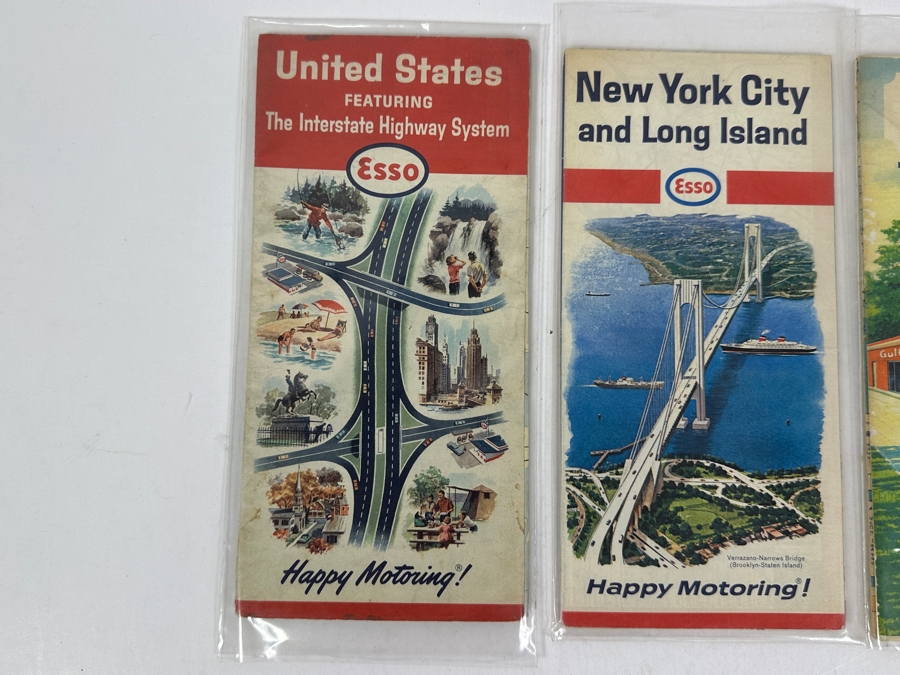 United States
FEATURING
The Interstate Highway System
Esso
Happy Motoring!®
New York City
and Long Island
Esso
Verrazano-Narrows Bridge
(Brooklyn-Staten Island)
Happy Motoring®!
Gul